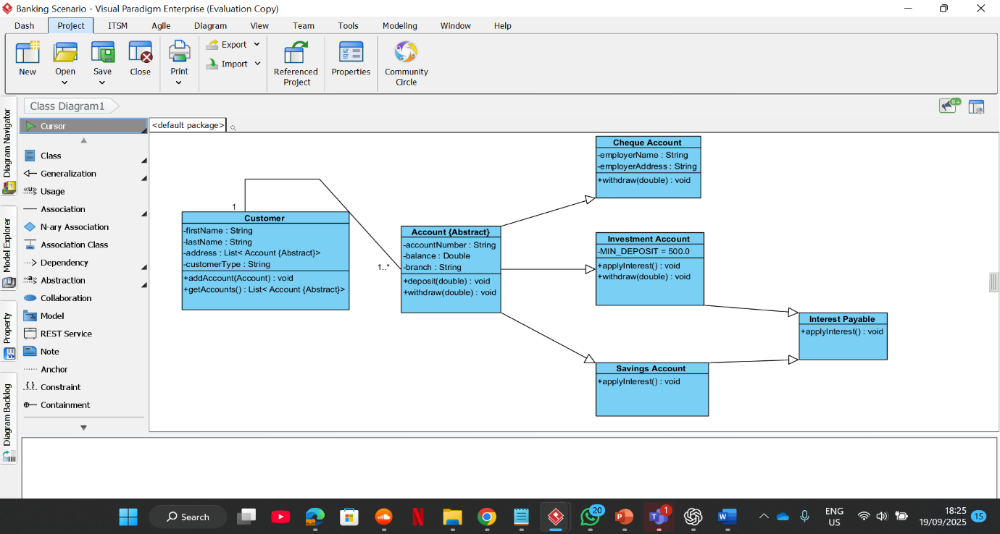 Banking Scenario - Visual Paradigm Enterprise (Evaluation Copy)
Dash Project ITSM Agile Diagram View Team Tools Modeling Window Help
New Open Save Close Print Export Import Referenced Project Properties Community Circle
Class Diagram1
9+
Diagram Navigator
Model Explorer
Property
Diagram Backlog
Cursor
Class
Generalization
«U» Usage
Association
N-ary Association
Association Class
Dependency
«a» Abstraction
Collaboration
Model
REST Service
Note
Anchor
{} Constraint
Containment
<default package>
1
Customer
-firstName : String
-lastName : String
-address : List< Account {Abstract}>
-customerType : String
+addAccount(Account) : void
+getAccounts() : List< Account {Abstract}>
1..*
Account {Abstract}
-accountNumber : String
-balance : Double
-branch : String
+deposit(double) : void
+withdraw(double) : void
Cheque Account
-employerName : String
-employerAddress : String
+withdraw(double) : void
Investment Account
-MIN_DEPOSIT = 500.0
+applyInterest() : void
+withdraw(double) : void
Savings Account
+applyInterest() : void
Interest Payable
+applyInterest() : void
Search
20
1
ENG
US
18:25
19/09/2025
15